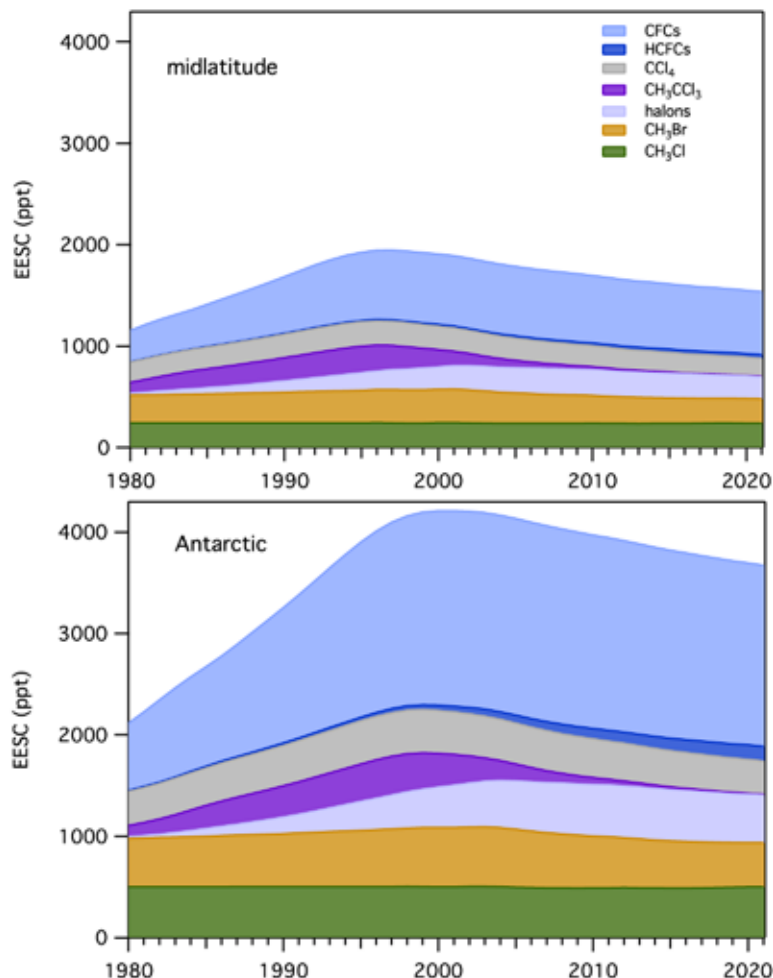 4000
3000
2000
1000
0
EESC (ppt)
midlatitude
CFCs
HCFCs
CCl₄
CH₃CCl₃
halons
CH₃Br
CH₃Cl
1980 1990 2000 2010 2020
4000
3000
2000
1000
0
EESC (ppt)
Antarctic
1980 1990 2000 2010 2020